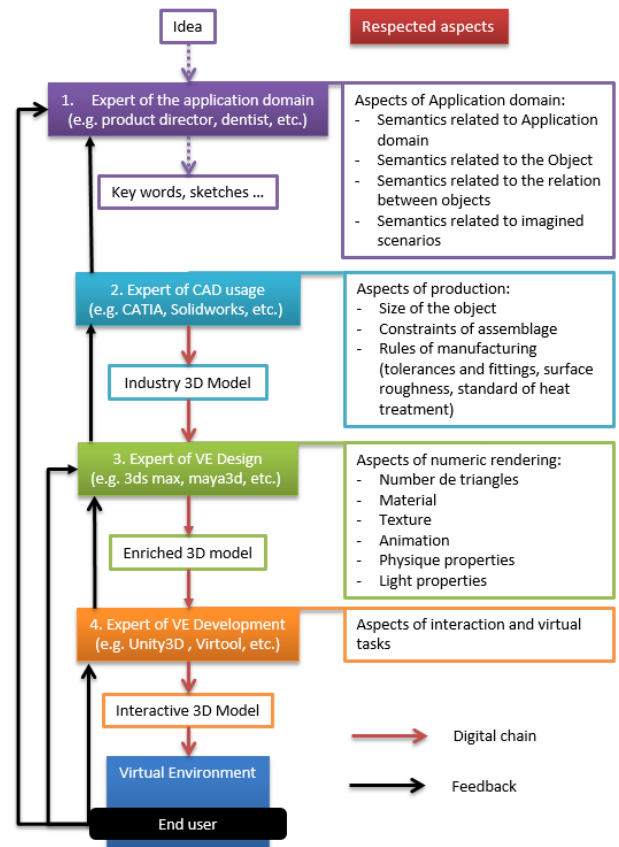 Idea
Respected aspects
1. Expert of the application domain
(e.g. product director, dentist, etc.)
Aspects of Application domain:
- Semantics related to Application
domain
- Semantics related to the Object
- Semantics related to the relation
between objects
- Semantics related to imagined
scenarios
Key words, sketches ...
2. Expert of CAD usage
(e.g. CATIA, Solidworks, etc.)
Aspects of production:
- Size of the object
- Constraints of assemblage
- Rules of manufacturing
(tolerances and fittings, surface
roughness, standard of heat
treatment)
Industry 3D Model
3. Expert of VE Design
(e.g. 3ds max, maya3d, etc.)
Aspects of numeric rendering:
- Number de triangles
- Material
- Texture
- Animation
- Physique properties
- Light properties
Enriched 3D model
4. Expert of VE Development
(e.g. Unity3D , Virtool, etc.)
Aspects of interaction and virtual
tasks
Interactive 3D Model
Digital chain
Virtual Environment
Feedback
End user